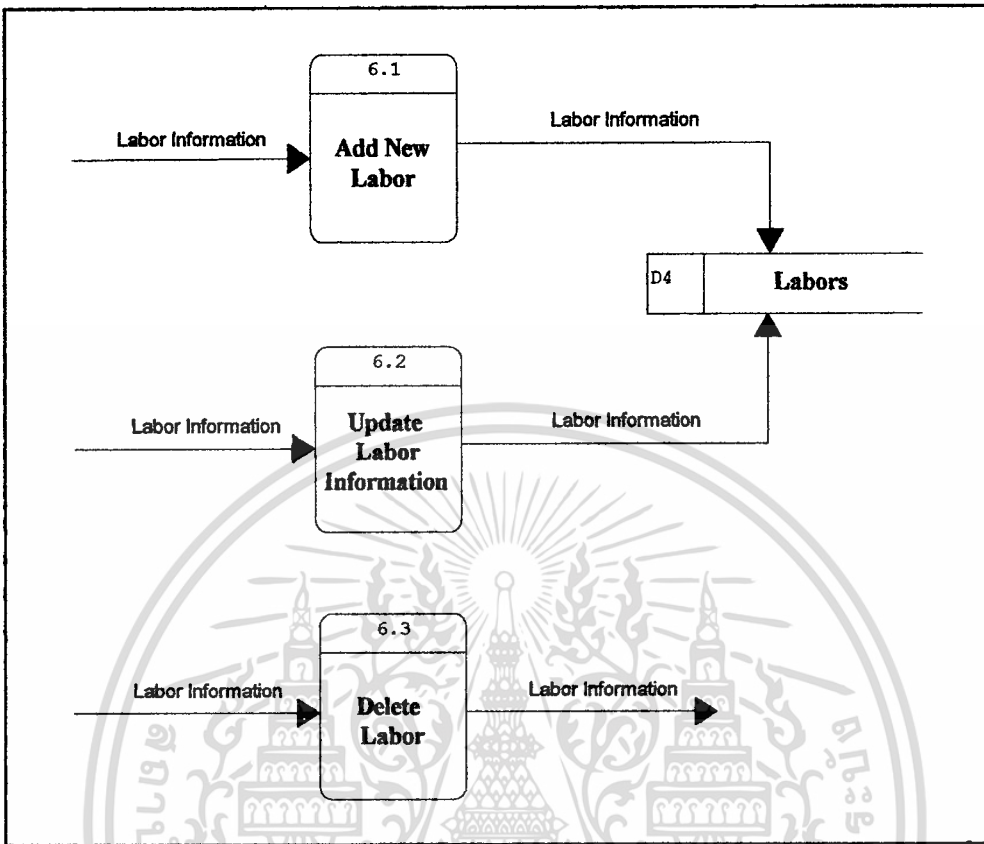 6.1
Labor Information
Add New
Labor
Labor Information
D4
Labors
6.2
Labor Information
Update
Labor
Information
Labor Information
6.3
Labor Information
Delete
Labor
Labor Information